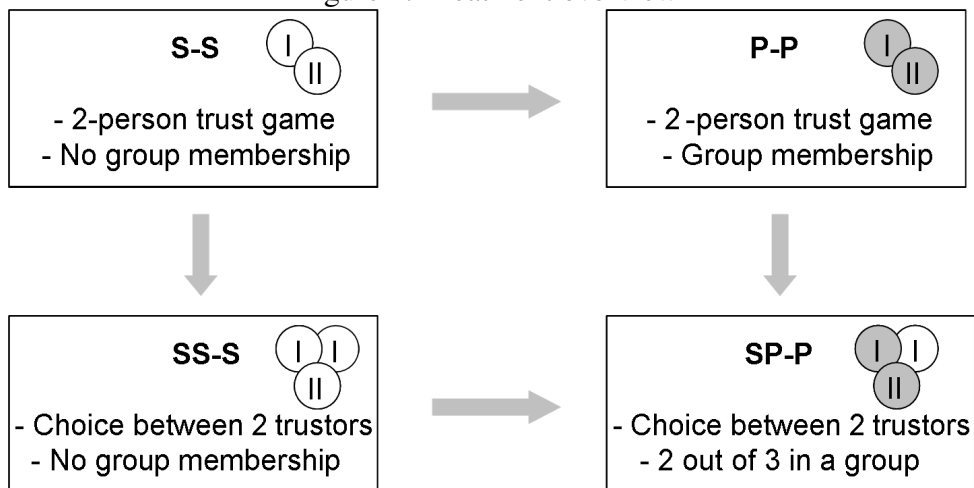 S-S
I
II
- 2-person trust game
- No group membership
P-P
I
II
- 2-person trust game
- Group membership
SS-S
I I
II
- Choice between 2 trustors
- No group membership
SP-P
I I
II
- Choice between 2 trustors
- 2 out of 3 in a group